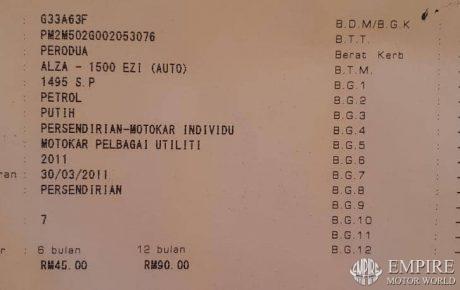 : G33A63F B.D.M/B.G.K
: PM2M502G002053076 B.T.T.
: PERODUA Berat Kerb
: ALZA - 1500 EZI (AUTO) B.T.M.
: 1495 S.P B.G.1
: PETROL B.G.2
: PUTIH B.G.3
: PERSENDIRIAN-MOTOKAR INDIVIDU B.G.4
: MOTOKAR PELBAGAI UTILITI B.G.5
: 2011 B.G.6
ran : 30/03/2011 B.G.7
: PERSENDIRIAN B.G.8
B.G.9
: 7 B.G.10
B.G.11
r : 6 bulan 12 bulan B.G.12
RM45.00 RM90.00
EMPIRE
EMPIRE
MOTOR WORLD